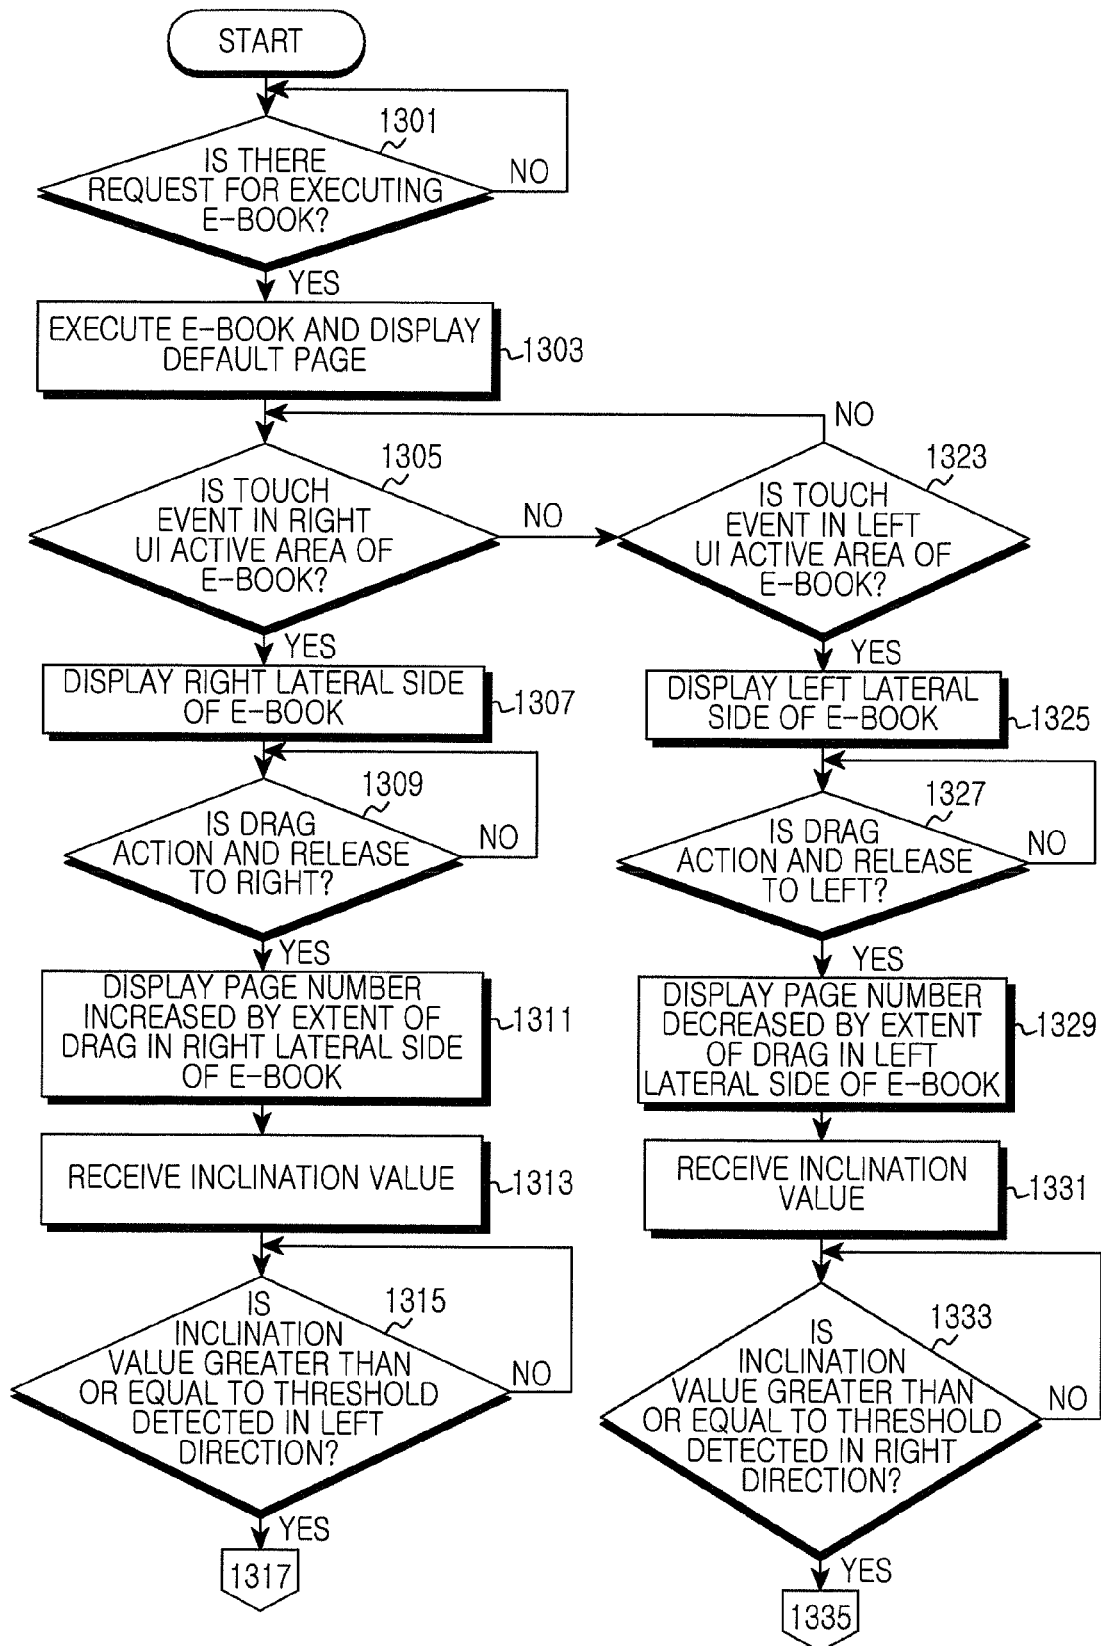 START
1301
IS THERE
REQUEST FOR EXECUTING
E-BOOK?
NO
YES
EXECUTE E-BOOK AND DISPLAY
DEFAULT PAGE
1303
NO
1305
IS TOUCH
EVENT IN RIGHT
UI ACTIVE AREA OF
E-BOOK?
NO
1323
IS TOUCH
EVENT IN LEFT
UI ACTIVE AREA OF
E-BOOK?
YES
DISPLAY RIGHT LATERAL SIDE
OF E-BOOK
1307
YES
DISPLAY LEFT LATERAL
SIDE OF E-BOOK
1325
1309
IS DRAG
ACTION AND RELEASE
TO RIGHT?
NO
1327
IS DRAG
ACTION AND RELEASE
TO LEFT?
NO
YES
DISPLAY PAGE NUMBER
INCREASED BY EXTENT OF
DRAG IN RIGHT LATERAL SIDE
OF E-BOOK
1311
YES
DISPLAY PAGE NUMBER
DECREASED BY EXTENT
OF DRAG IN LEFT
LATERAL SIDE OF E-BOOK
1329
RECEIVE INCLINATION VALUE
1313
RECEIVE INCLINATION
VALUE
1331
1315
IS
INCLINATION
VALUE GREATER THAN
OR EQUAL TO THRESHOLD
DETECTED IN LEFT
DIRECTION?
NO
1333
IS
INCLINATION
VALUE GREATER THAN
OR EQUAL TO THRESHOLD
DETECTED IN RIGHT
DIRECTION?
NO
YES
1317
YES
1335